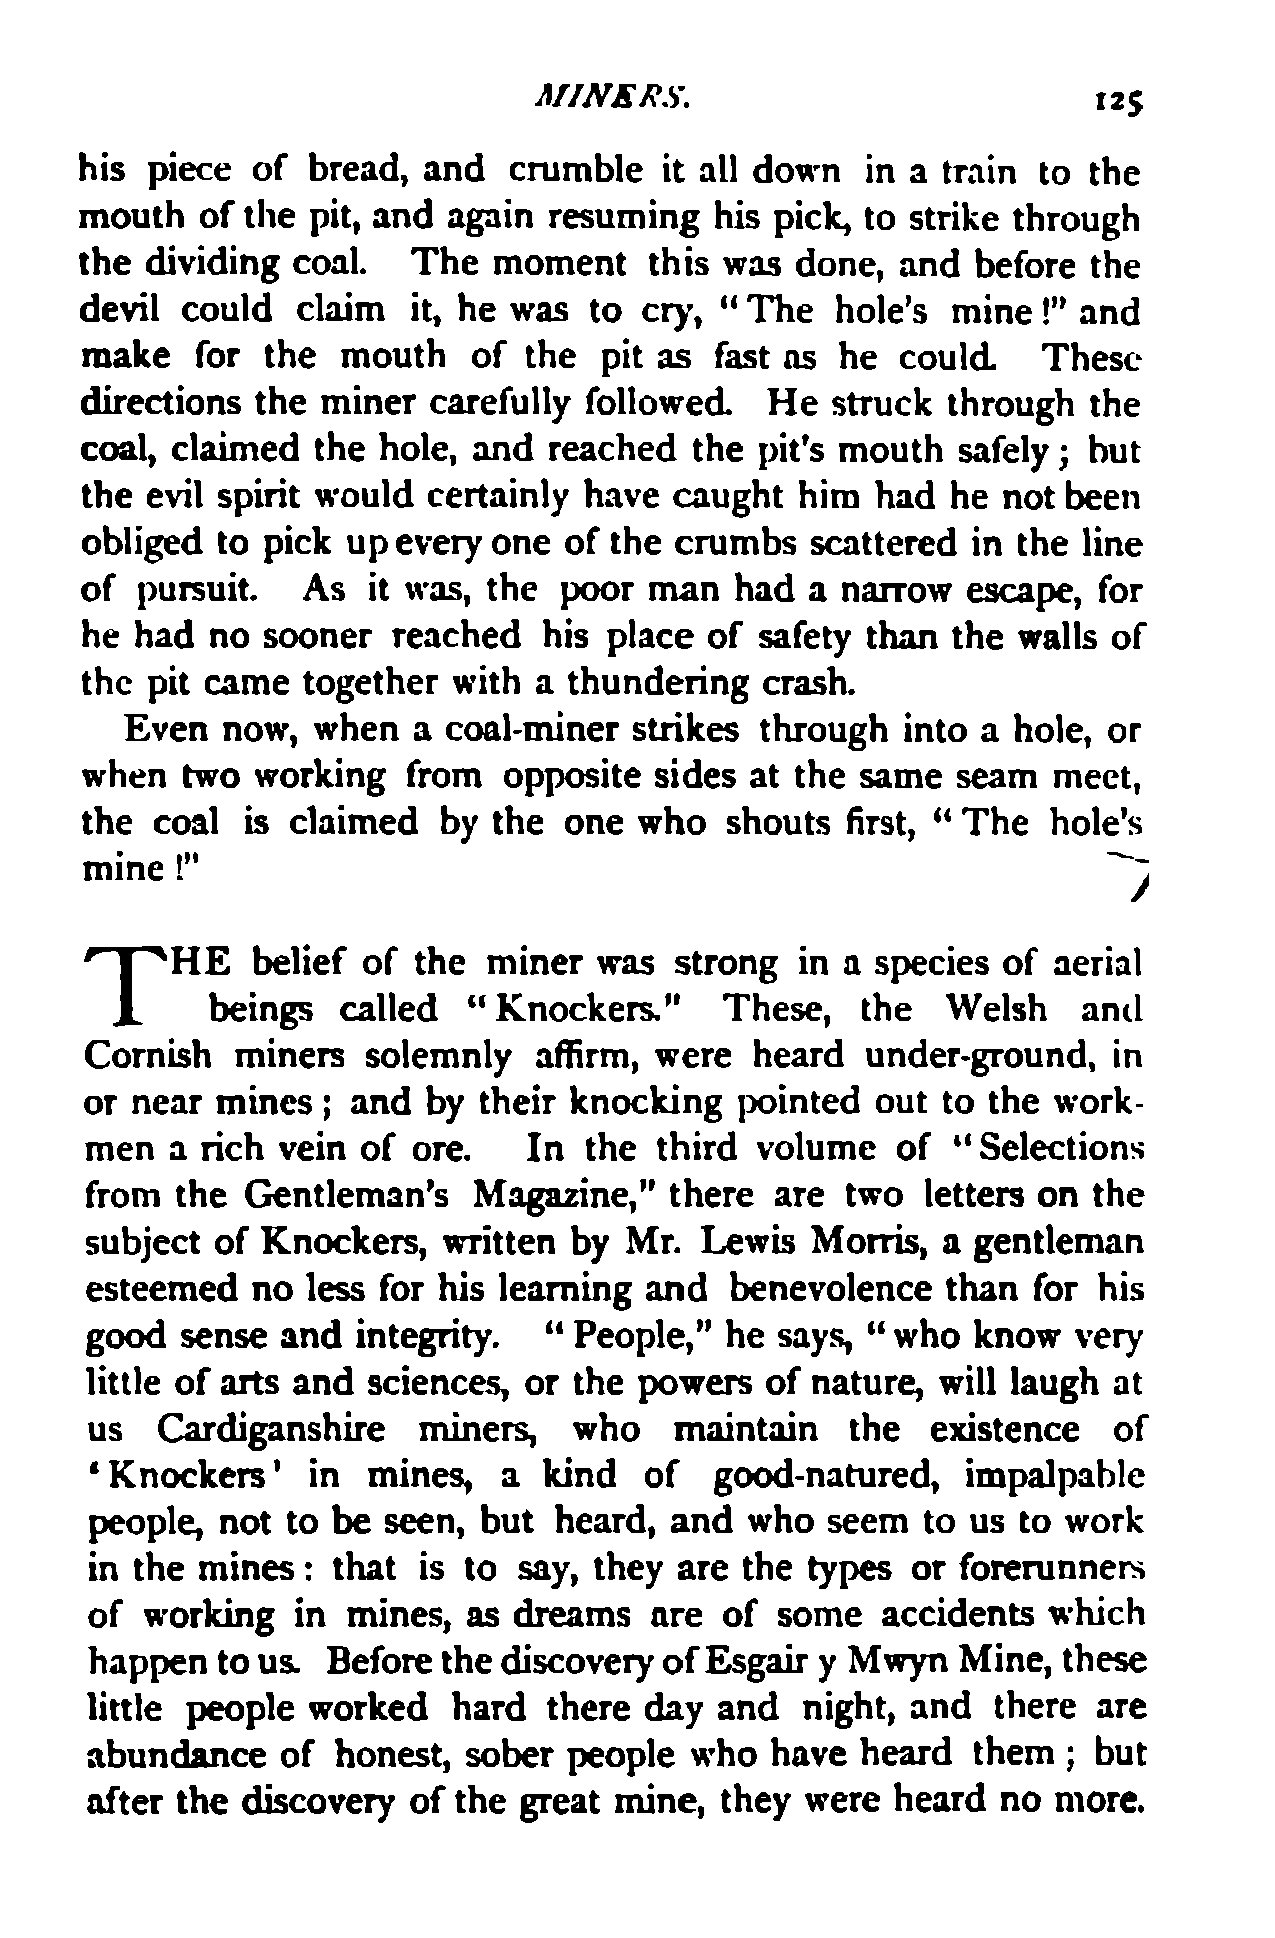 MINERS. 125
his piece of bread, and crumble it all down in a train to the
mouth of the pit, and again resuming his pick, to strike through
the dividing coal. The moment this was done, and before the
devil could claim it, he was to cry, "The hole's mine!" and
make for the mouth of the pit as fast as he could. These
directions the miner carefully followed. He struck through the
coal, claimed the hole, and reached the pit's mouth safely; but
the evil spirit would certainly have caught him had he not been
obliged to pick up every one of the crumbs scattered in the line
of pursuit. As it was, the poor man had a narrow escape, for
he had no sooner reached his place of safety than the walls of
the pit came together with a thundering crash.
Even now, when a coal-miner strikes through into a hole, or
when two working from opposite sides at the same seam meet,
the coal is claimed by the one who shouts first, "The hole's
mine!"
THE belief of the miner was strong in a species of aerial
beings called "Knockers." These, the Welsh and
Cornish miners solemnly affirm, were heard under-ground, in
or near mines; and by their knocking pointed out to the work-
men a rich vein of ore. In the third volume of "Selections
from the Gentleman's Magazine," there are two letters on the
subject of Knockers, written by Mr. Lewis Morris, a gentleman
esteemed no less for his learning and benevolence than for his
good sense and integrity. "People," he says, "who know very
little of arts and sciences, or the powers of nature, will laugh at
us Cardiganshire miners, who maintain the existence of
'Knockers' in mines, a kind of good-natured, impalpable
people, not to be seen, but heard, and who seem to us to work
in the mines: that is to say, they are the types or forerunners
of working in mines, as dreams are of some accidents which
happen to us. Before the discovery of Esgair y Mwyn Mine, these
little people worked hard there day and night, and there are
abundance of honest, sober people who have heard them; but
after the discovery of the great mine, they were heard no more.